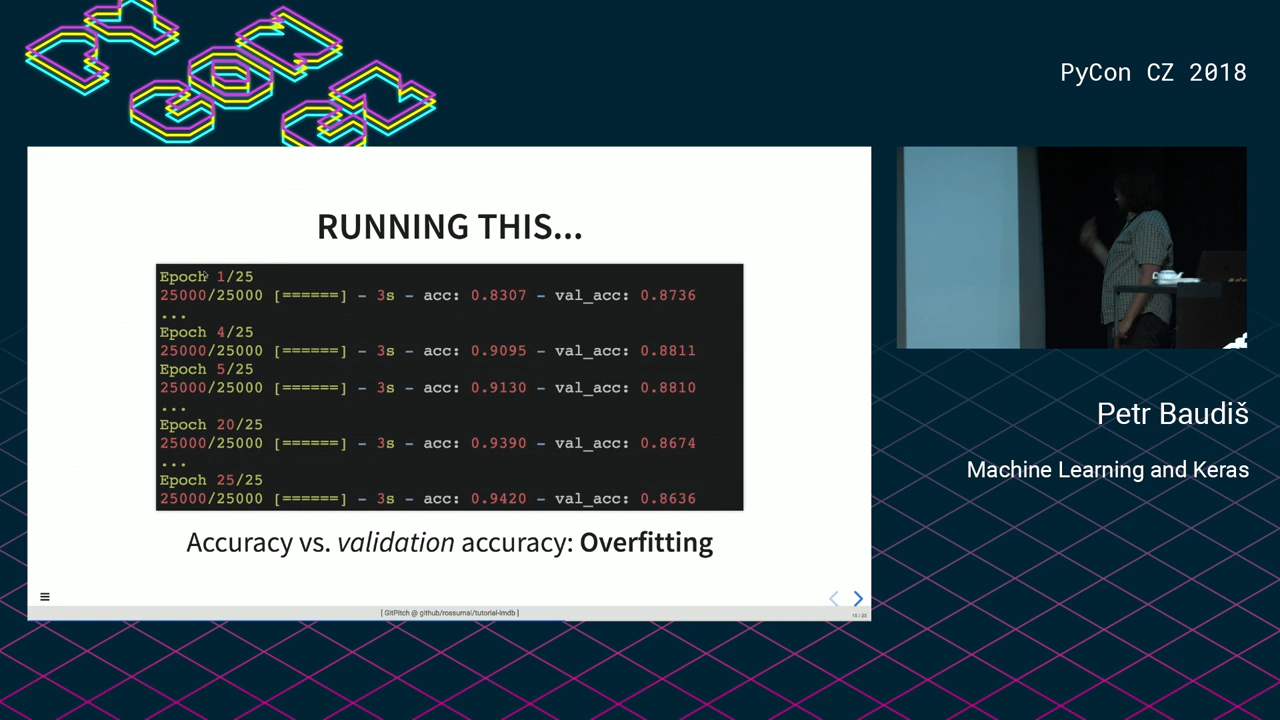 PYCON CZ
PyCon CZ 2018
RUNNING THIS...
Epoch 1/25
25000/25000 [======] - 3s - acc: 0.8307 - val_acc: 0.8736
...
Epoch 4/25
25000/25000 [======] - 3s - acc: 0.9095 - val_acc: 0.8811
Epoch 5/25
25000/25000 [======] - 3s - acc: 0.9130 - val_acc: 0.8810
...
Epoch 20/25
25000/25000 [======] - 3s - acc: 0.9390 - val_acc: 0.8674
...
Epoch 25/25
25000/25000 [======] - 3s - acc: 0.9420 - val_acc: 0.8636
Accuracy vs. validation accuracy: Overfitting
[ GitPitch @ github/rossumai/tutorial-imdb ]
Petr Baudiš
Machine Learning and Keras